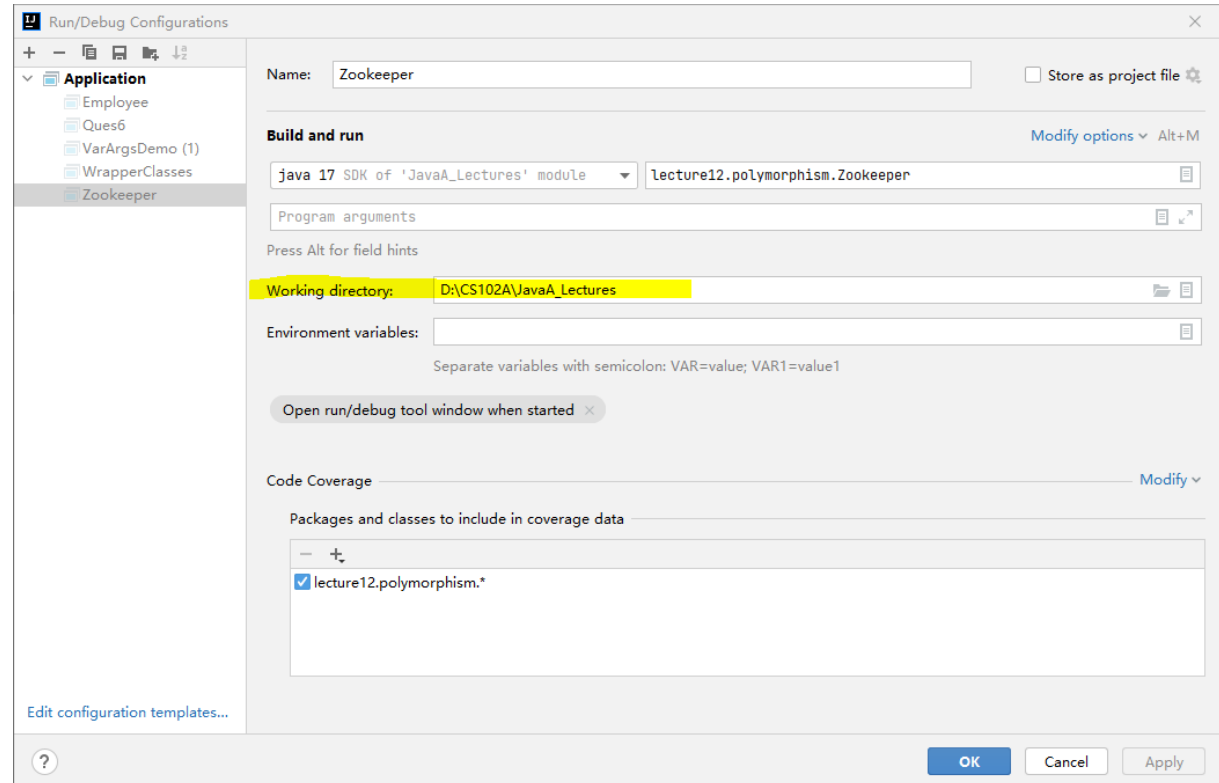 Run/Debug Configurations
Application
Employee
Ques6
VarArgsDemo (1)
WrapperClasses
Zookeeper
Edit configuration templates...
Name: Zookeeper Store as project file
Build and run Modify options Alt+M
java 17 SDK of 'JavaA_Lectures' module lecture12.polymorphism.Zookeeper
Program arguments
Press Alt for field hints
Working directory: D:\CS102A\JavaA_Lectures
Environment variables:
Separate variables with semicolon: VAR=value; VAR1=value1
Open run/debug tool window when started
Code Coverage Modify
Packages and classes to include in coverage data
lecture12.polymorphism.*
? OK Cancel Apply